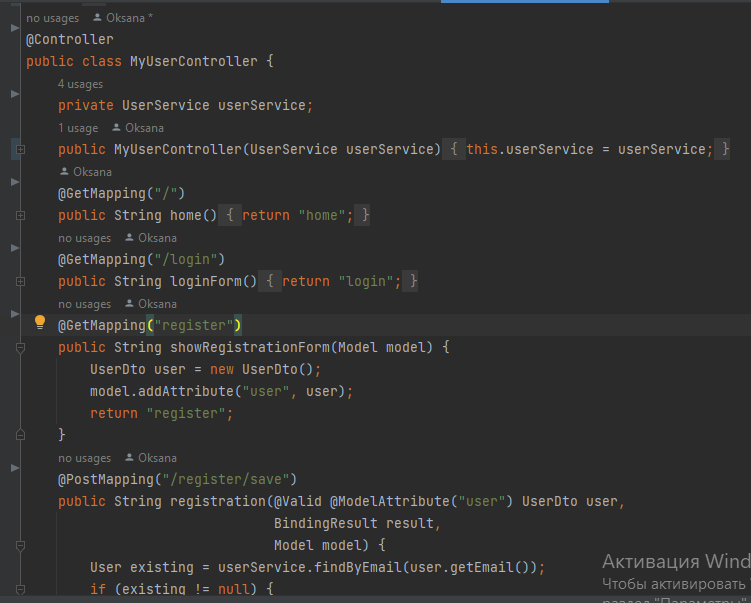 no usages Oksana *
@Controller
public class MyUserController {
4 usages
private UserService userService;
1 usage Oksana
public MyUserController(UserService userService) { this.userService = userService; }
Oksana
@GetMapping("/")
public String home() { return "home"; }
no usages Oksana
@GetMapping("/login")
public String loginForm() { return "login"; }
no usages Oksana
@GetMapping("register")
public String showRegistrationForm(Model model) {
UserDto user = new UserDto();
model.addAttribute("user", user);
return "register";
}
no usages Oksana
@PostMapping("/register/save")
public String registration(@Valid @ModelAttribute("user") UserDto user,
BindingResult result,
Model model) {
User existing = userService.findByEmail(user.getEmail());
if (existing != null) {
Активация Wind
Чтобы активировать
раздел "Параметры"